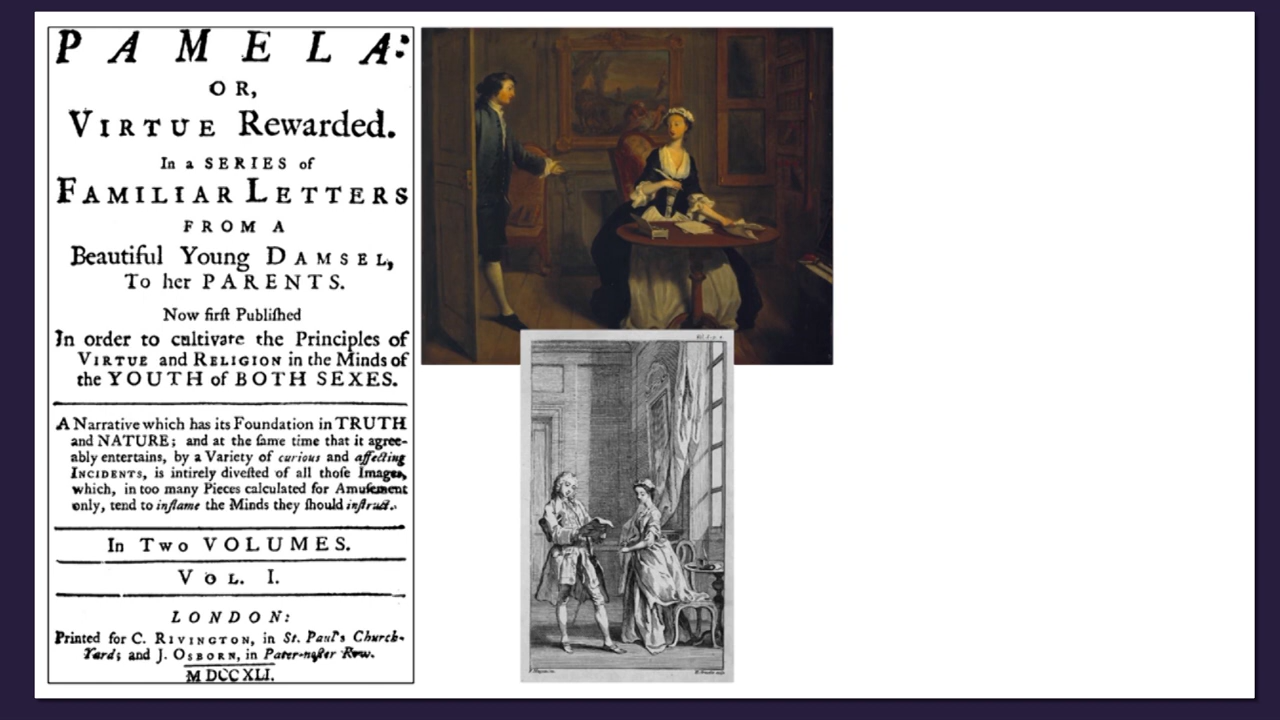 PAMELA:
OR,
VIRTUE Rewarded.
In a SERIES of
FAMILIAR LETTERS
FROM A
Beautiful Young DAMSEL,
To her PARENTS.
Now firſt Publiſhed
In order to cultivate the Principles of
VIRTUE and RELIGION in the Minds of
the YOUTH of BOTH SEXES.
A Narrative which has its Foundation in TRUTH
and NATURE; and at the ſame time that it agree-
ably entertains, by a Variety of curious and affecting
INCIDENTS, is intirely diveſted of all thoſe Images,
which, in too many Pieces calculated for Amuſement
only, tend to inflame the Minds they ſhould inſtruct.
In Two VOLUMES.
VOL. I.
LONDON:
Printed for C. RIVINGTON, in St. Paul's Church-
Yard; and J. OSBORN, in Pater-noſter Row.
MDCCXLI.